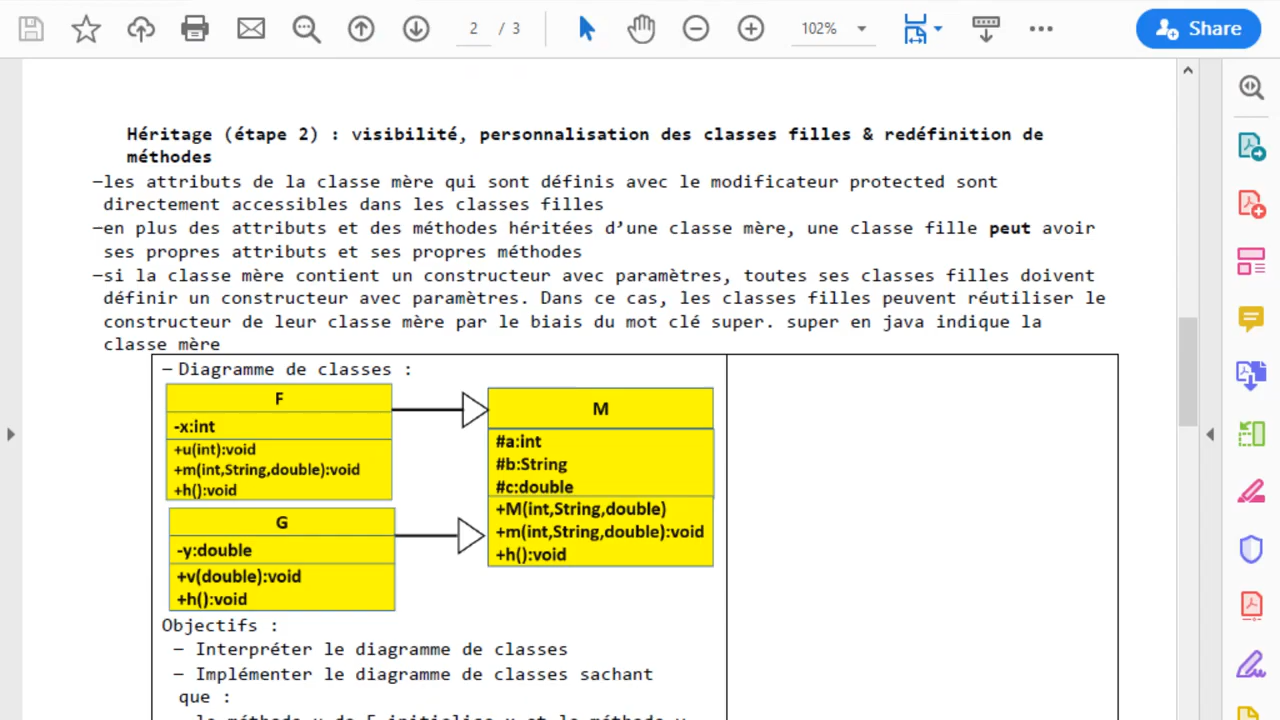 2 / 3
102%
Share
Héritage (étape 2) : visibilité, personnalisation des classes filles & redéfinition de
méthodes
—les attributs de la classe mère qui sont définis avec le modificateur protected sont
directement accessibles dans les classes filles
—en plus des attributs et des méthodes héritées d’une classe mère, une classe fille peut avoir
ses propres attributs et ses propres méthodes
—si la classe mère contient un constructeur avec paramètres, toutes ses classes filles doivent
définir un constructeur avec paramètres. Dans ce cas, les classes filles peuvent réutiliser le
constructeur de leur classe mère par le biais du mot clé super. super en java indique la
classe mère
— Diagramme de classes :
F
-x:int
+u(int):void
+m(int,String,double):void
+h():void
M
#a:int
#b:String
#c:double
+M(int,String,double)
+m(int,String,double):void
+h():void
G
-y:double
+v(double):void
+h():void
Objectifs :
— Interpréter le diagramme de classes
— Implémenter le diagramme de classes sachant
que :
la méthode u de F initialise x et la méthode v